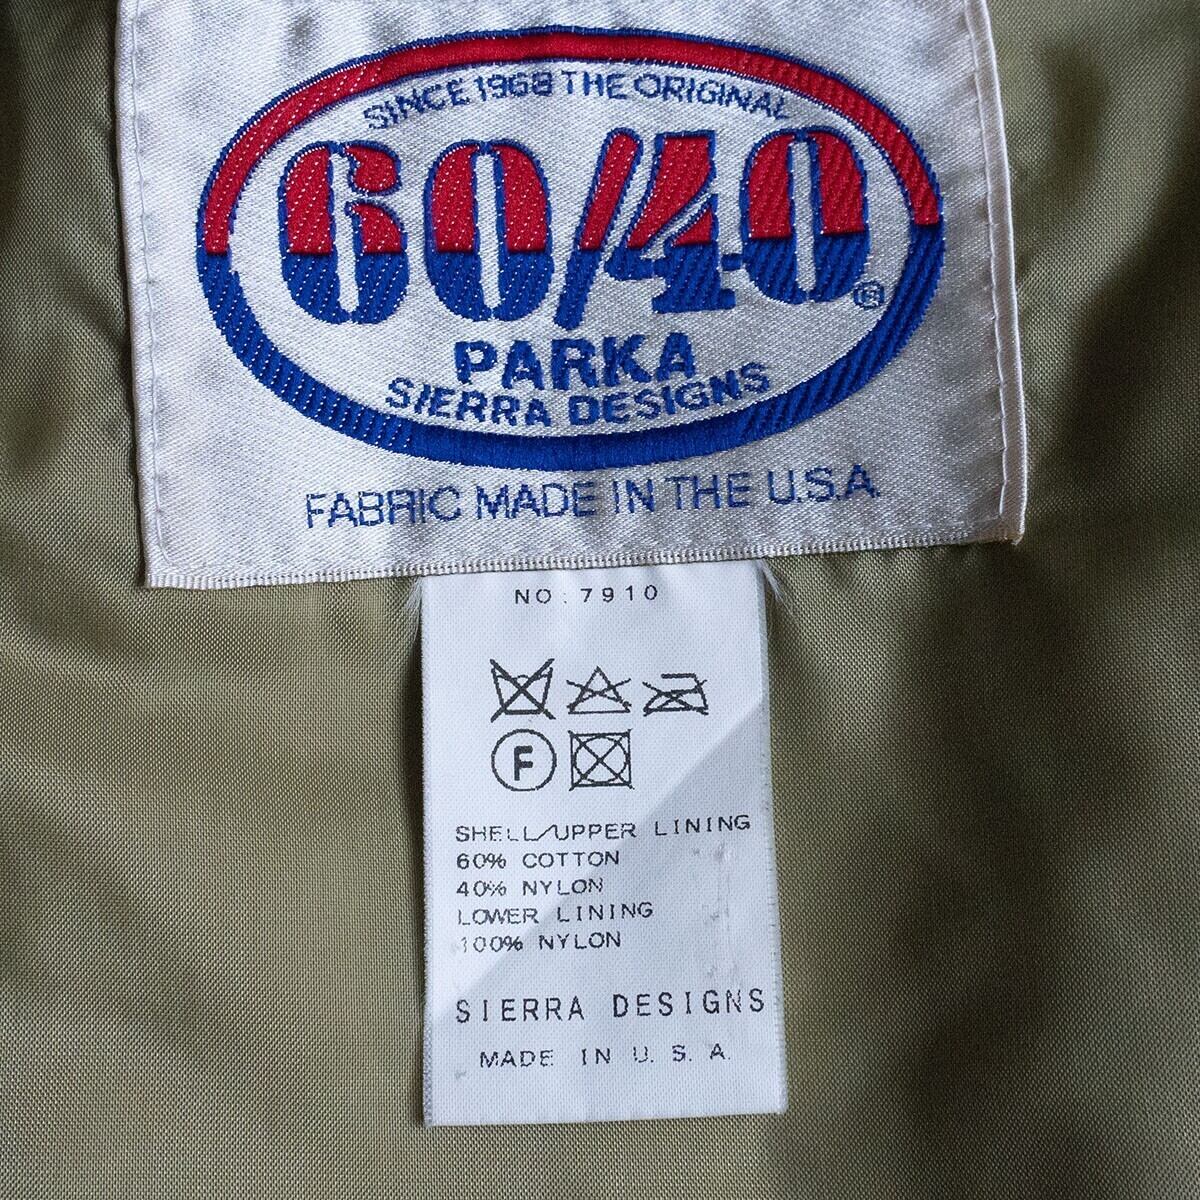 SINCE 1968 THE ORIGINAL
60/40®
PARKA
SIERRA DESIGNS
FABRIC MADE IN THE U.S.A.
NO.7910
F
SHELL/UPPER LINING
60% COTTON
40% NYLON
LOWER LINING
100% NYLON
SIERRA DESIGNS
MADE IN U.S.A.